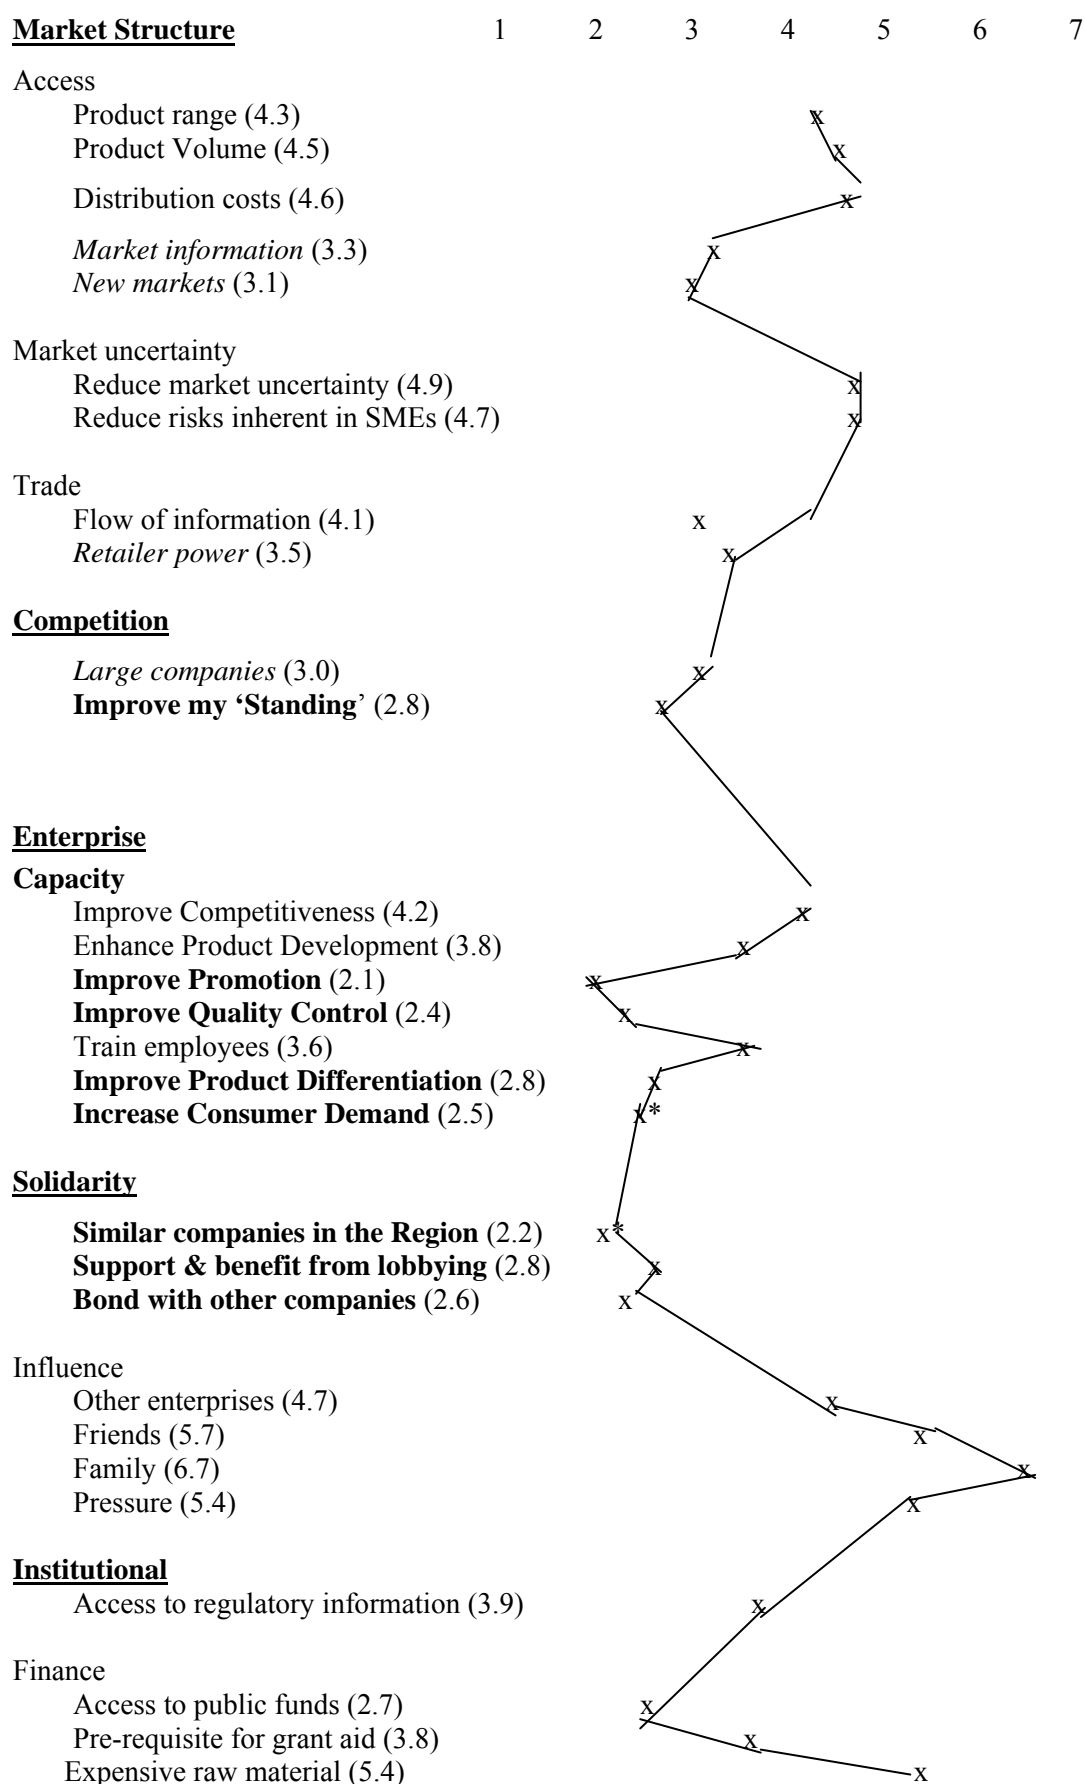 Market Structure 1 2 3 4 5 6 7
Access
Product range (4.3) x
Product Volume (4.5) x
Distribution costs (4.6) x
Market information (3.3) x
New markets (3.1) x
Market uncertainty
Reduce market uncertainty (4.9) x
Reduce risks inherent in SMEs (4.7) x
Trade
Flow of information (4.1) x
Retailer power (3.5) x
Competition
Large companies (3.0) x
Improve my ‘Standing’ (2.8) x
Enterprise
Capacity
Improve Competitiveness (4.2) x
Enhance Product Development (3.8) x
Improve Promotion (2.1) x
Improve Quality Control (2.4) x
Train employees (3.6) x
Improve Product Differentiation (2.8) x
Increase Consumer Demand (2.5) x*
Solidarity
Similar companies in the Region (2.2) x*
Support & benefit from lobbying (2.8) x
Bond with other companies (2.6) x
Influence
Other enterprises (4.7) x
Friends (5.7) x
Family (6.7) x
Pressure (5.4) x
Institutional
Access to regulatory information (3.9) x
Finance
Access to public funds (2.7) x
Pre-requisite for grant aid (3.8) x
Expensive raw material (5.4) x